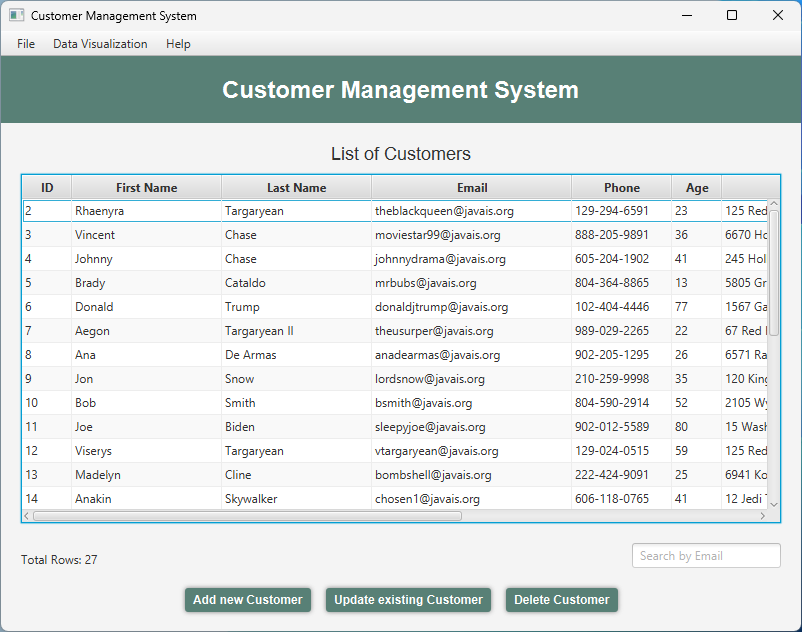 Customer Management System
File Data Visualization Help
Customer Management System
List of Customers
ID First Name Last Name Email Phone Age
2 Rhaenyra Targaryean theblackqueen@javais.org 129-294-6591 23 125 Red
3 Vincent Chase moviestar99@javais.org 888-205-9891 36 6670 Ho
4 Johnny Chase johnnydrama@javais.org 605-204-1902 41 245 Hol
5 Brady Cataldo mrbubs@javais.org 804-364-8865 13 5805 Gr
6 Donald Trump donaldjtrump@javais.org 102-404-4446 77 1567 Ga
7 Aegon Targaryean II theusurper@javais.org 989-029-2265 22 67 Red
8 Ana De Armas anadearmas@javais.org 902-205-1295 26 6571 Ra
9 Jon Snow lordsnow@javais.org 210-259-9998 35 120 King
10 Bob Smith bsmith@javais.org 804-590-2914 52 2105 Wy
11 Joe Biden sleepyjoe@javais.org 902-012-5589 80 15 Wash
12 Viserys Targaryean vtargaryean@javais.org 129-024-0515 59 125 Red
13 Madelyn Cline bombshell@javais.org 222-424-9091 25 6941 Ko
14 Anakin Skywalker chosen1@javais.org 606-118-0765 41 12 Jedi
Total Rows: 27
Search by Email
Add new Customer Update existing Customer Delete Customer